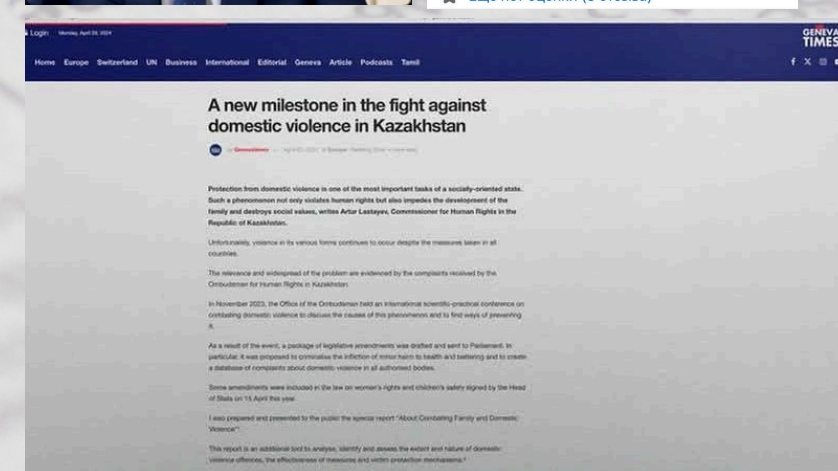 Login Monday, April 29, 2024
GENEVA
TIMES
Home Europe Switzerland UN Business International Editorial Geneva Article Podcasts Tamil
A new milestone in the fight against
domestic violence in Kazakhstan
Protection from domestic violence is one of the most important tasks of a socially-oriented state.
Such a phenomenon not only violates human rights but also impedes the development of the
family and destroys social values, writes Artur Lastayev, Commissioner for Human Rights in the
Republic of Kazakhstan.
Unfortunately, violence in its various forms continues to occur despite the measures taken in all
countries.
The relevance and widespread of the problem are evidenced by the complaints received by the
Ombudsman for Human Rights in Kazakhstan.
In November 2023, the Office of the Ombudsman held an international scientific-practical conference on
combating domestic violence to discuss the causes of this phenomenon and to find ways of preventing
it.
As a result of the event, a package of legislative amendments was drafted and sent to Parliament. In
particular, it was proposed to criminalise the infliction of minor harm to health and battering and to create
a database of complaints about domestic violence in all authorised bodies.
Some amendments were included in the law on women's rights and children's safety signed by the Head
of State on 15 April this year.
I also prepared and presented to the public the special report "About Combating Family and Domestic
Violence".
This report is an additional tool to analyse, identify and assess the extent and nature of domestic
violence offences, the effectiveness of measures and victim protection mechanisms.